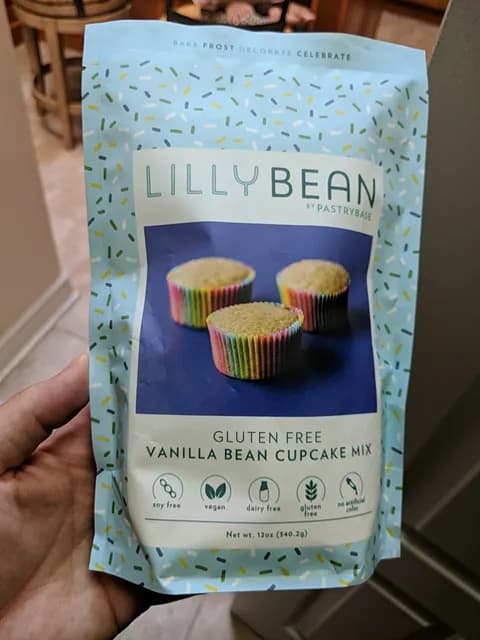 BAKE FROST DECORATE CELEBRATE
LILLYBEAN
BY PASTRYBASE
GLUTEN FREE
VANILLA BEAN CUPCAKE MIX
soy free
vegan
dairy free
gluten free
no artificial color
Net wt. 12oz (340.2g)